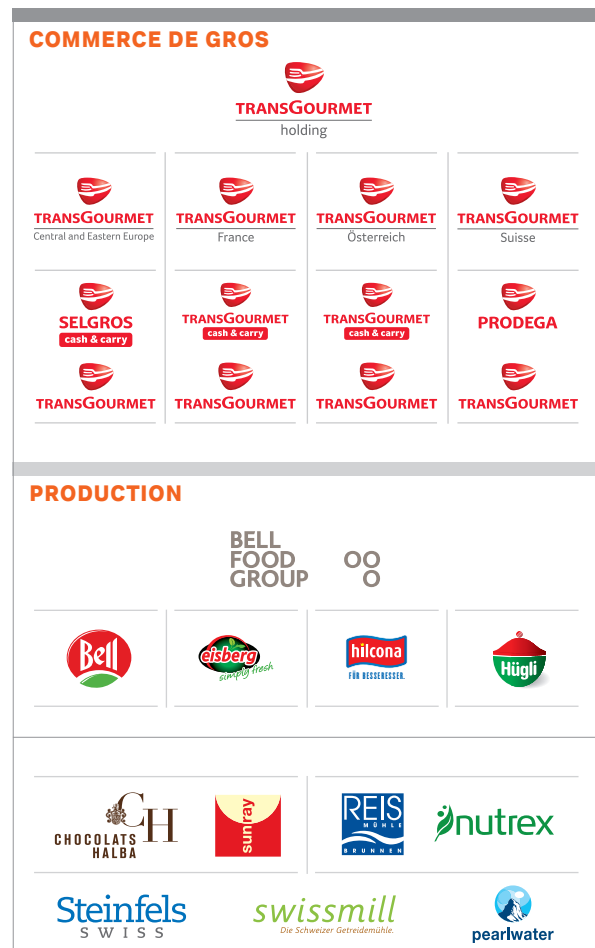 COMMERCE DE GROS
TRANSGOURMET
holding
TRANSGOURMET TRANSGOURMET TRANSGOURMET TRANSGOURMET
Central and Eastern Europe France Österreich Suisse
SELGROS TRANSGOURMET TRANSGOURMET PRODEGA
cash & carry cash & carry cash & carry
TRANSGOURMET TRANSGOURMET TRANSGOURMET TRANSGOURMET
PRODUCTION
BELL
FOOD OO
GROUP O
Bell eisberg hilcona Hügli
simply fresh FÜR BESSERESSER.
CH
CHOCOLATS
HALBA
sunray
REIS
MÜHLE
BRUNNEN
nutrex
Steinfels
SWISS
swissmill
Die Schweizer Getreidemühle.
pearlwater